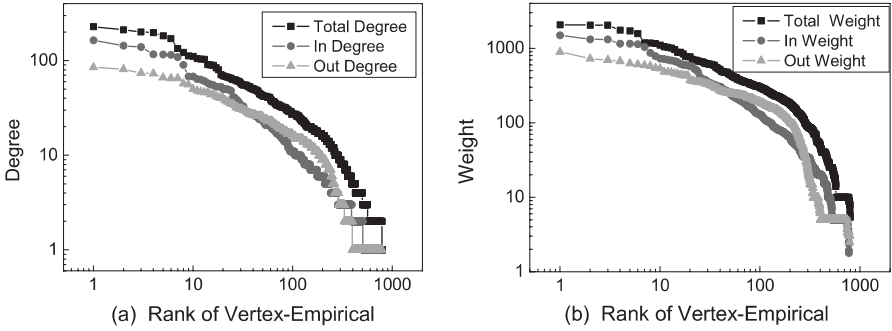 Total Degree
In Degree
Out Degree
100
10
1
Degree
1 10 100 1000
(a) Rank of Vertex-Empirical
Total Weight
In Weight
Out Weight
1000
100
10
1
Weight
1 10 100 1000
(b) Rank of Vertex-Empirical